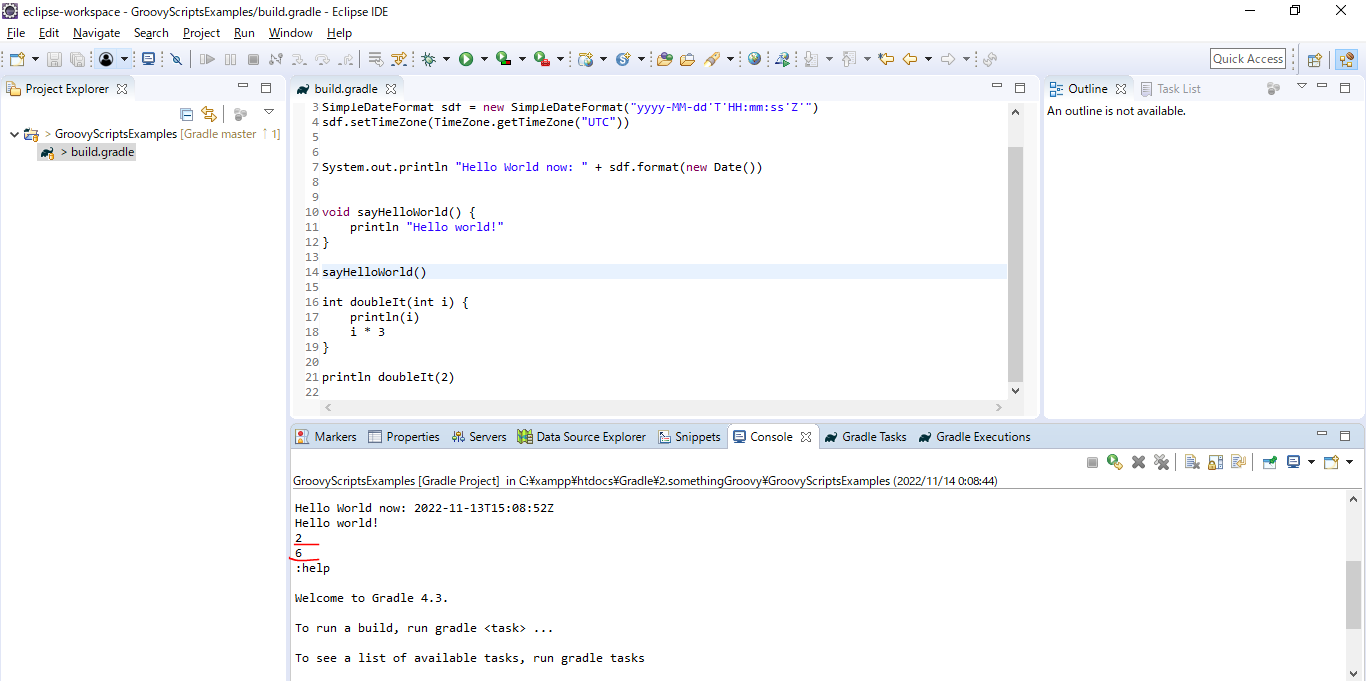 eclipse-workspace - GroovyScriptsExamples/build.gradle - Eclipse IDE
File Edit Navigate Search Project Run Window Help
Quick Access
Project Explorer
> GroovyScriptsExamples [Gradle master ↑ 1]
> build.gradle
build.gradle
3 SimpleDateFormat sdf = new SimpleDateFormat("yyyy-MM-dd'T'HH:mm:ss'Z'")
4 sdf.setTimeZone(TimeZone.getTimeZone("UTC"))
5
6
7 System.out.println "Hello World now: " + sdf.format(new Date())
8
9
10 void sayHelloWorld() {
11     println "Hello world!"
12 }
13
14 sayHelloWorld()
15
16 int doubleIt(int i) {
17     println(i)
18     i * 3
19 }
20
21 println doubleIt(2)
22
Outline Task List
An outline is not available.
Markers Properties Servers Data Source Explorer Snippets Console Gradle Tasks Gradle Executions
GroovyScriptsExamples [Gradle Project] in C:¥xampp¥htdocs¥Gradle¥2.somethingGroovy¥GroovyScriptsExamples (2022/11/14 0:08:44)
Hello World now: 2022-11-13T15:08:52Z
Hello world!
2
6
:help
Welcome to Gradle 4.3.
To run a build, run gradle <task> ...
To see a list of available tasks, run gradle tasks